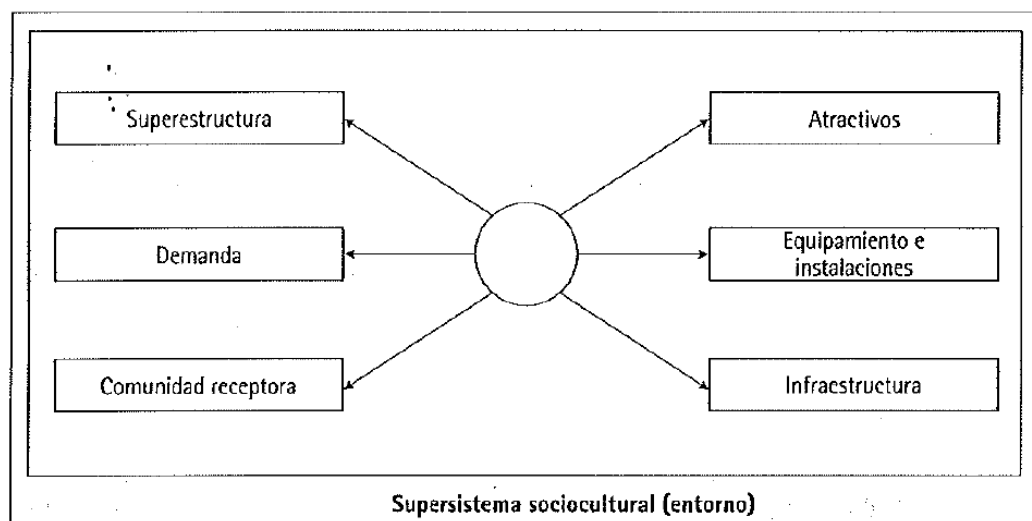 Superestructura
Atractivos
Demanda
Equipamiento e
instalaciones
Comunidad receptora
Infraestructura
Supersistema sociocultural (entorno)